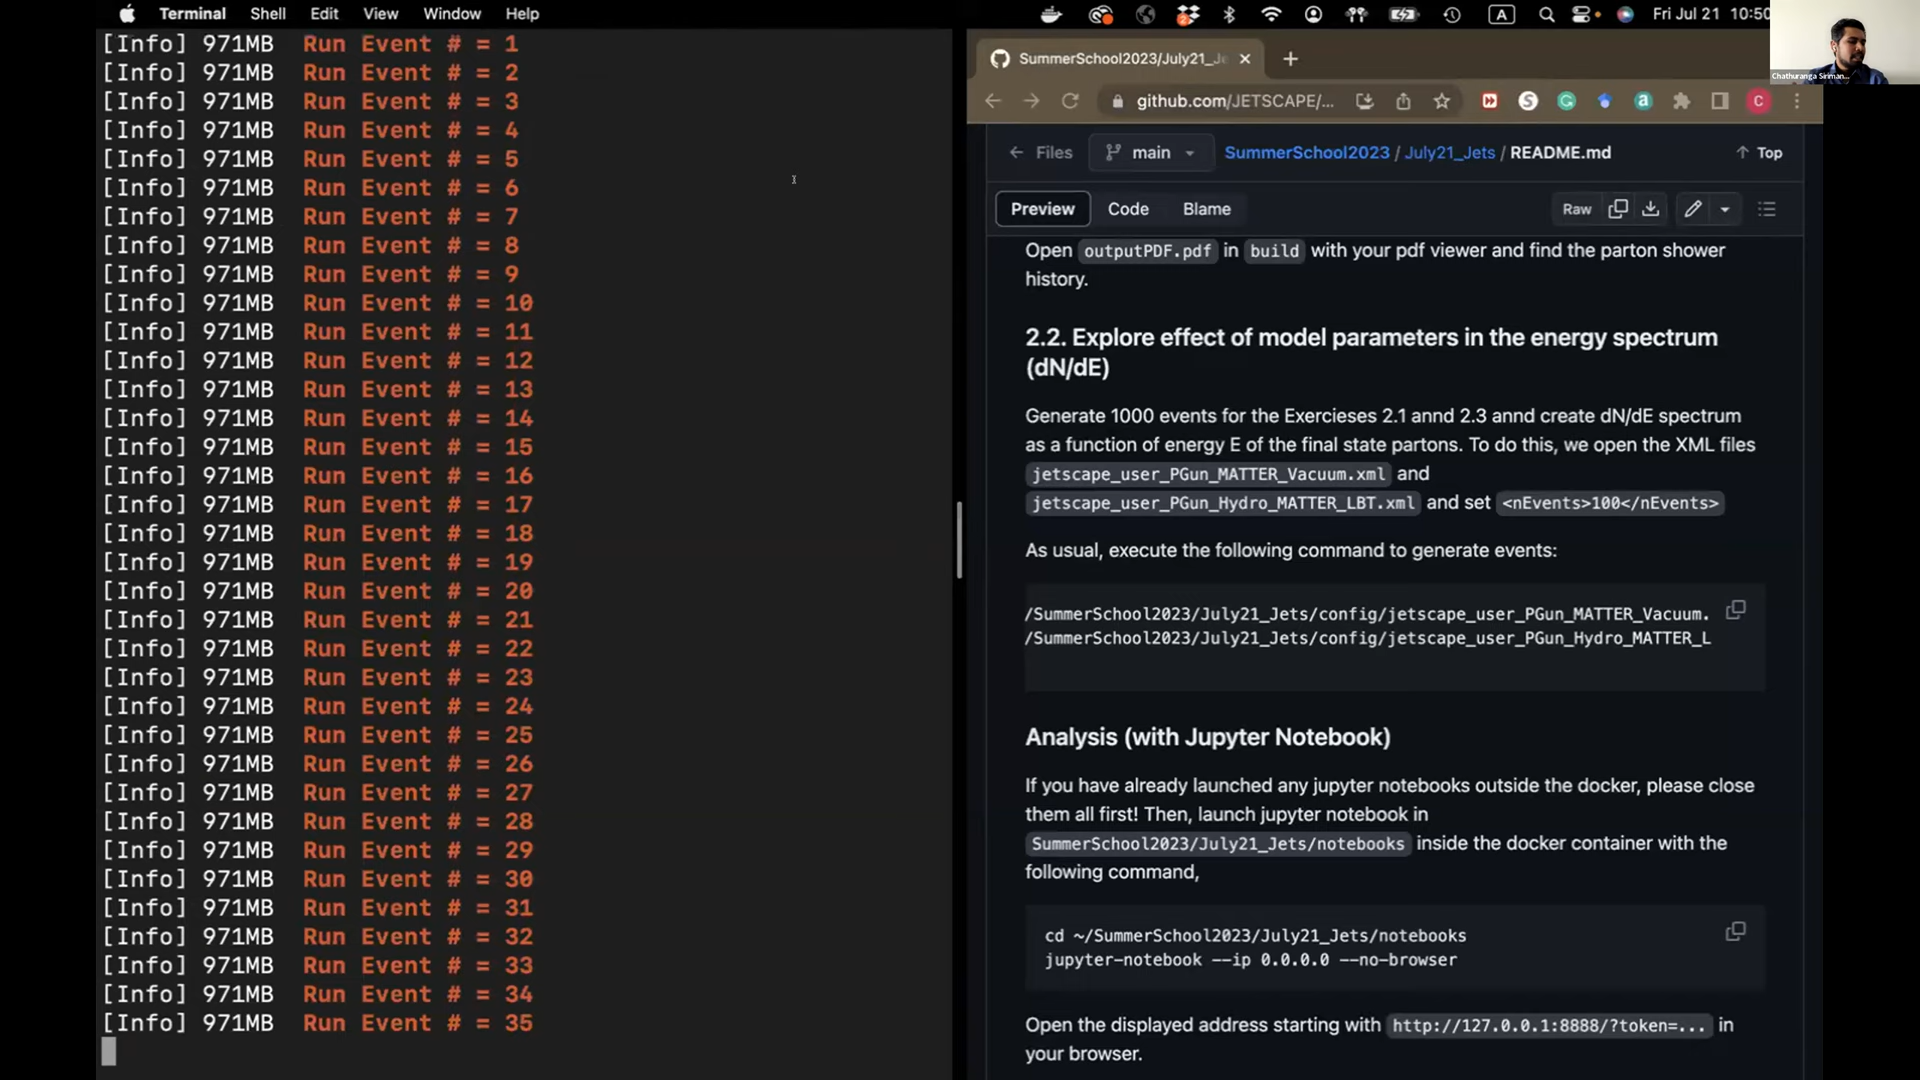 Terminal Shell Edit View Window Help
A Fri Jul 21 10:50
[Info] 971MB Run Event # = 1
[Info] 971MB Run Event # = 2
[Info] 971MB Run Event # = 3
[Info] 971MB Run Event # = 4
[Info] 971MB Run Event # = 5
[Info] 971MB Run Event # = 6
[Info] 971MB Run Event # = 7
[Info] 971MB Run Event # = 8
[Info] 971MB Run Event # = 9
[Info] 971MB Run Event # = 10
[Info] 971MB Run Event # = 11
[Info] 971MB Run Event # = 12
[Info] 971MB Run Event # = 13
[Info] 971MB Run Event # = 14
[Info] 971MB Run Event # = 15
[Info] 971MB Run Event # = 16
[Info] 971MB Run Event # = 17
[Info] 971MB Run Event # = 18
[Info] 971MB Run Event # = 19
[Info] 971MB Run Event # = 20
[Info] 971MB Run Event # = 21
[Info] 971MB Run Event # = 22
[Info] 971MB Run Event # = 23
[Info] 971MB Run Event # = 24
[Info] 971MB Run Event # = 25
[Info] 971MB Run Event # = 26
[Info] 971MB Run Event # = 27
[Info] 971MB Run Event # = 28
[Info] 971MB Run Event # = 29
[Info] 971MB Run Event # = 30
[Info] 971MB Run Event # = 31
[Info] 971MB Run Event # = 32
[Info] 971MB Run Event # = 33
[Info] 971MB Run Event # = 34
[Info] 971MB Run Event # = 35
Chathuranga Siriman...
SummerSchool2023/July21_Je
github.com/JETSCAPE/...
Files main SummerSchool2023 / July21_Jets / README.md Top
Preview Code Blame Raw
Open outputPDF.pdf in build with your pdf viewer and find the parton shower
history.
2.2. Explore effect of model parameters in the energy spectrum
(dN/dE)
Generate 1000 events for the Exercieses 2.1 annd 2.3 annd create dN/dE spectrum
as a function of energy E of the final state partons. To do this, we open the XML files
jetscape_user_PGun_MATTER_Vacuum.xml and
jetscape_user_PGun_Hydro_MATTER_LBT.xml and set <nEvents>100</nEvents>
As usual, execute the following command to generate events:
/SummerSchool2023/July21_Jets/config/jetscape_user_PGun_MATTER_Vacuum.
/SummerSchool2023/July21_Jets/config/jetscape_user_PGun_Hydro_MATTER_L
Analysis (with Jupyter Notebook)
If you have already launched any jupyter notebooks outside the docker, please close
them all first! Then, launch jupyter notebook in
SummerSchool2023/July21_Jets/notebooks inside the docker container with the
following command,
cd ~/SummerSchool2023/July21_Jets/notebooks
jupyter-notebook --ip 0.0.0.0 --no-browser
Open the displayed address starting with http://127.0.0.1:8888/?token=... in
your browser.